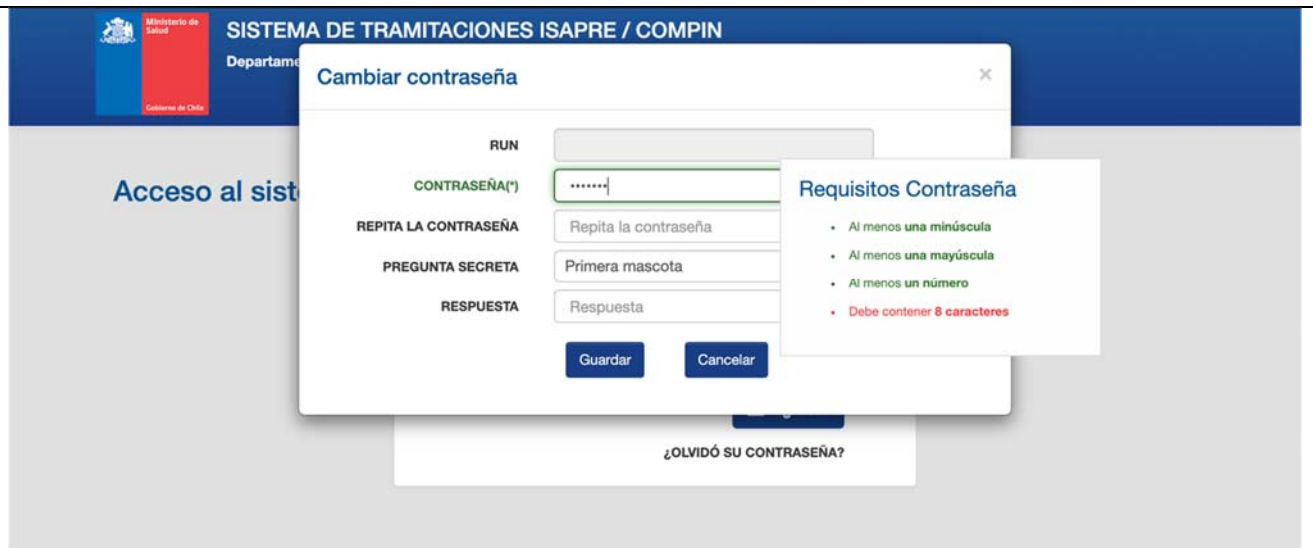 Ministerio de
Salud
Gobierno de Chile
SISTEMA DE TRAMITACIONES ISAPRE / COMPIN
Cambiar contraseña
×
RUN
Acceso al
CONTRASEÑA(*)
•••••••
REPITA LA CONTRASEÑA
Repita la contraseña
PREGUNTA SECRETA
Primera mascota
RESPUESTA
Respuesta
Requisitos Contraseña
• Al menos una minúscula
• Al menos una mayúscula
• Al menos un número
• Debe contener 8 caracteres
Guardar
Cancelar
¿OLVIDÓ SU CONTRASEÑA?